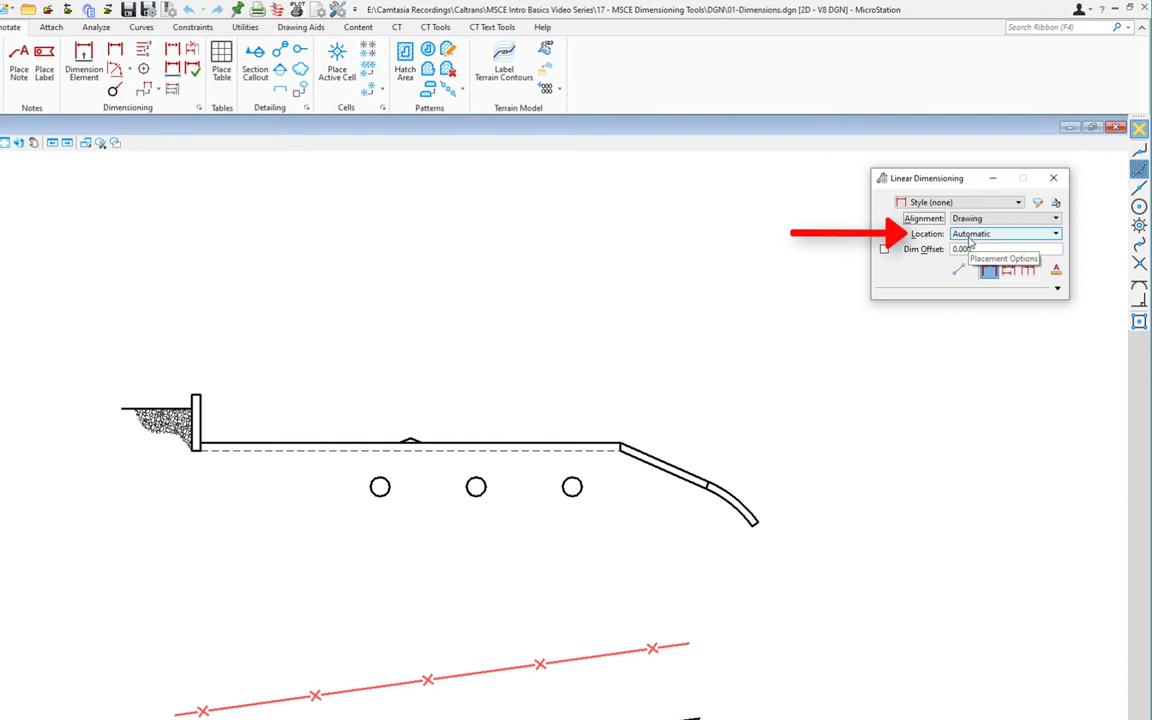 E:\Camtasia Recordings\Caltrans\MSCE Intro Basics Video Series\17 - MSCE Dimensioning Tools\DGN\01-Dimensions.dgn [2D - V8 DGN] - MicroStation
notate Attach Analyze Curves Constraints Utilities Drawing Aids Content CT CT Tools CT Text Tools Help
Search Ribbon (F4)
Place Note
Place Label
Dimension Element
Place Table
Section Callout
Place Active Cell
Hatch Area
Label Terrain Contours
Notes Dimensioning Tables Detailing Cells Patterns Terrain Model
Linear Dimensioning
Style (none)
Alignment: Drawing
Location: Automatic
Dim Offset: 0.000
Placement Options